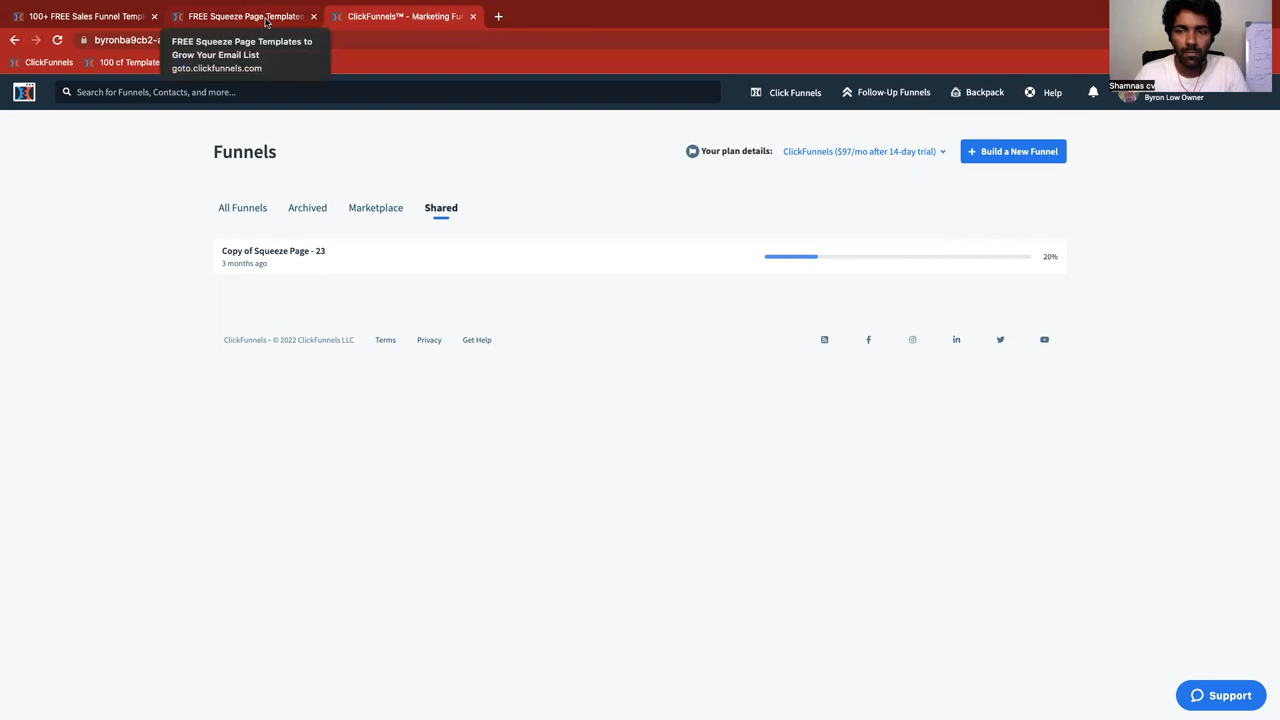 100+ FREE Sales Funnel Templ
FREE Squeeze Page Templates
ClickFunnels™ - Marketing Fun
byronba9cb2-a
FREE Squeeze Page Templates to
Grow Your Email List
goto.clickfunnels.com
ClickFunnels
100 cf Template
Search for Funnels, Contacts, and more...
Click Funnels
Follow-Up Funnels
Backpack
Help
Shamnas cv
Byron Low Owner
Funnels
Your plan details:
ClickFunnels ($97/mo after 14-day trial)
+ Build a New Funnel
All Funnels
Archived
Marketplace
Shared
Copy of Squeeze Page - 23
3 months ago
20%
ClickFunnels - © 2022 ClickFunnels LLC
Terms
Privacy
Get Help
Support